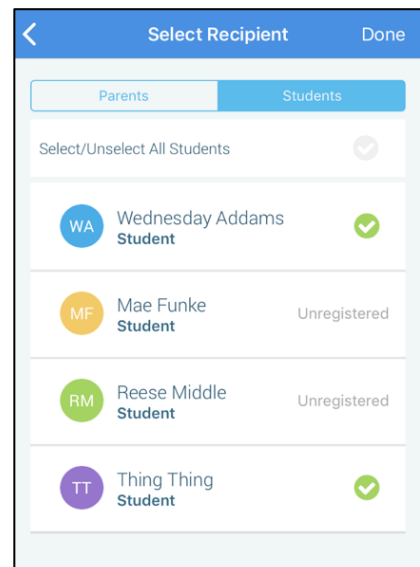 Select Recipient Done
Parents Students
Select/Unselect All Students
WA Wednesday Addams
Student
MF Mae Funke Unregistered
Student
RM Reese Middle Unregistered
Student
TT Thing Thing
Student